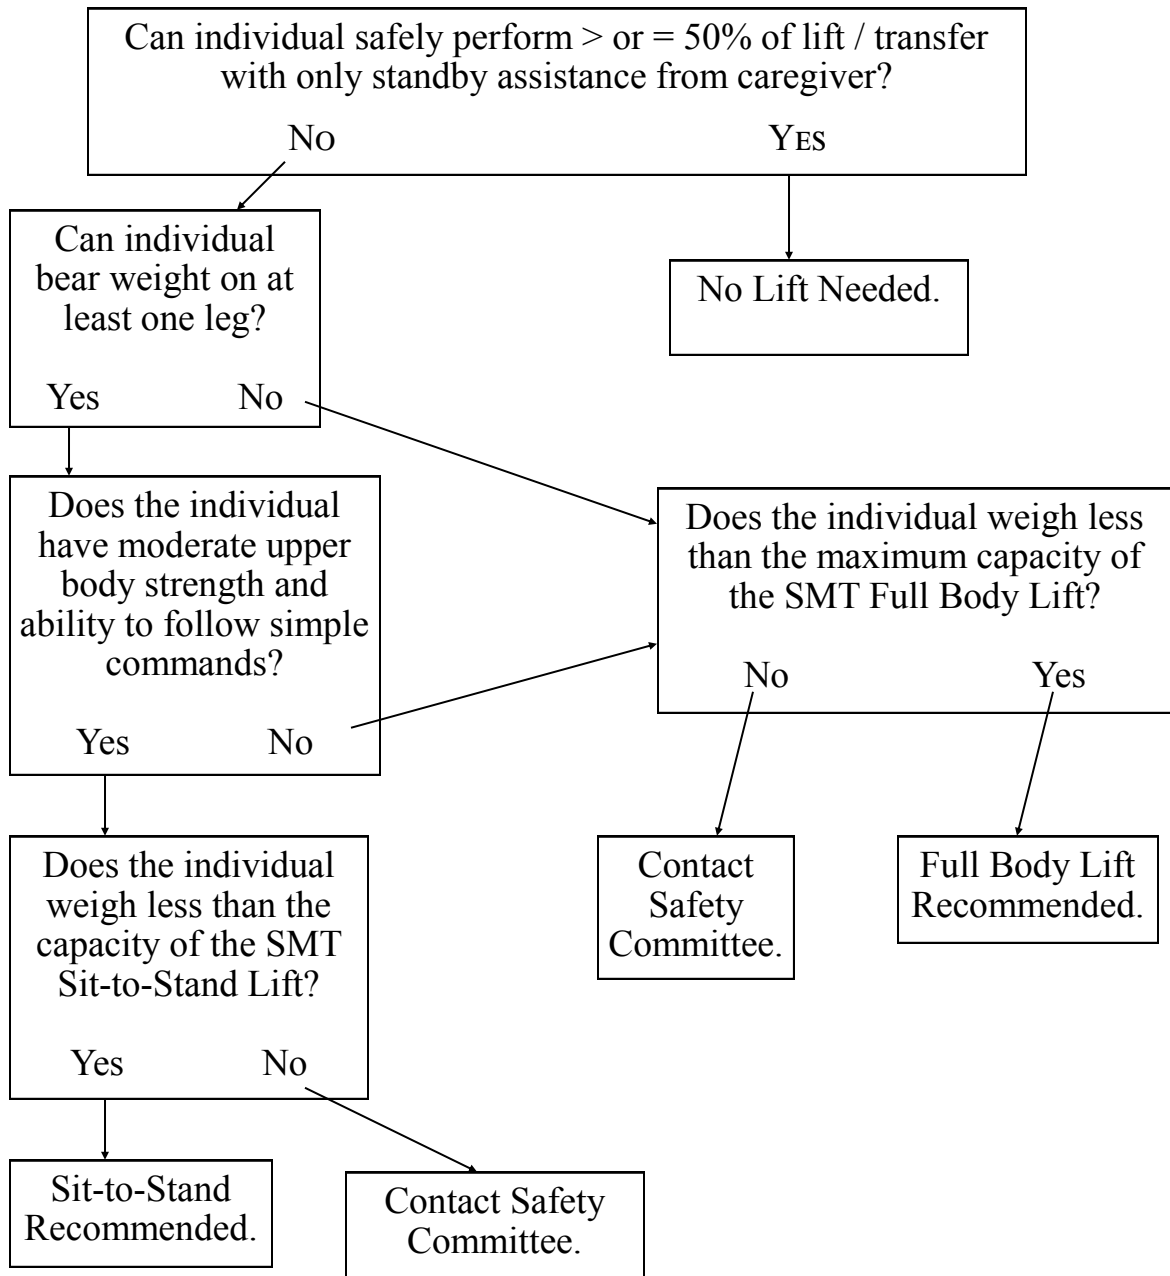 Can individual safely perform > or = 50% of lift / transfer
with only standby assistance from caregiver?
No YES
Can individual
bear weight on at
least one leg?
Yes No
No Lift Needed.
Does the individual
have moderate upper
body strength and
ability to follow simple
commands?
Yes No
Does the individual weigh less
than the maximum capacity of
the SMT Full Body Lift?
No Yes
Does the individual
weigh less than the
capacity of the SMT
Sit-to-Stand Lift?
Yes No
Contact
Safety
Committee.
Full Body Lift
Recommended.
Sit-to-Stand
Recommended.
Contact Safety
Committee.